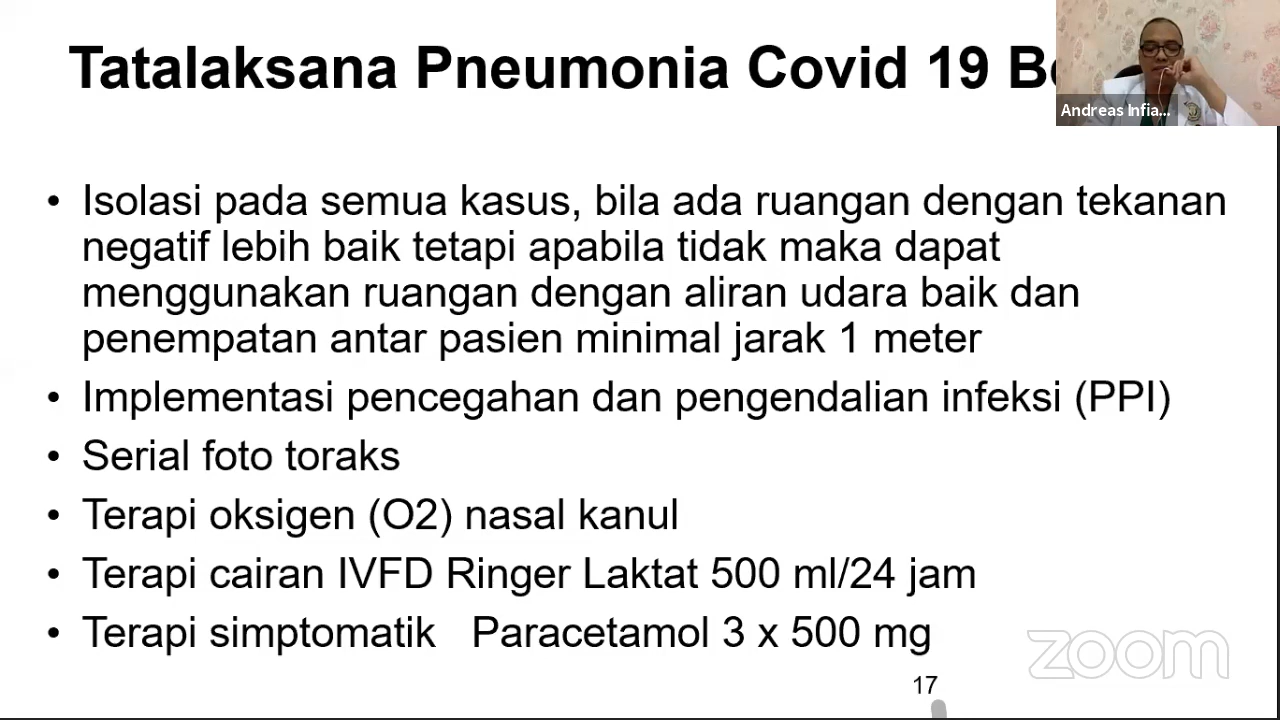 Tatalaksana Pneumonia Covid 19
Andreas Infia...
• Isolasi pada semua kasus, bila ada ruangan dengan tekanan
negatif lebih baik tetapi apabila tidak maka dapat
menggunakan ruangan dengan aliran udara baik dan
penempatan antar pasien minimal jarak 1 meter
• Implementasi pencegahan dan pengendalian infeksi (PPI)
• Serial foto toraks
• Terapi oksigen (O2) nasal kanul
• Terapi cairan IVFD Ringer Laktat 500 ml/24 jam
• Terapi simptomatik Paracetamol 3 x 500 mg
zoom
17